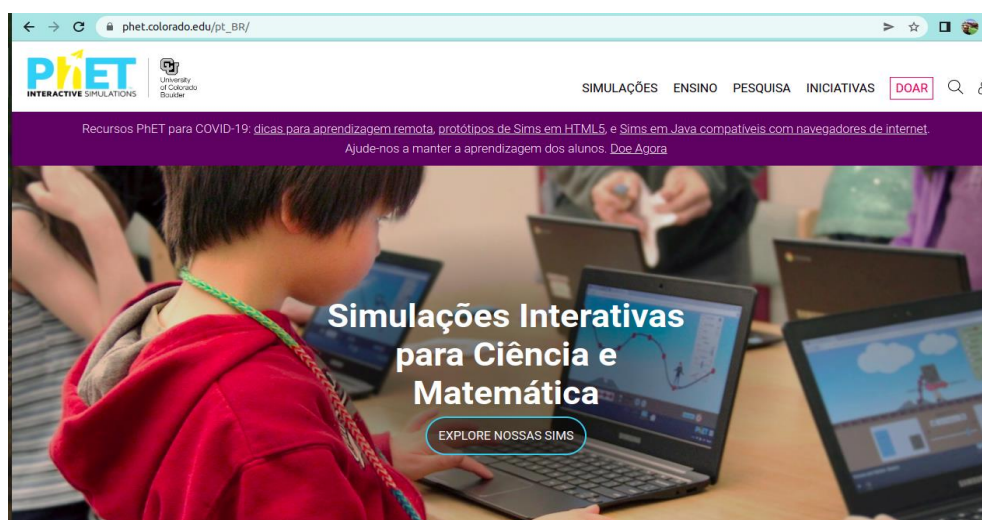 phet.colorado.edu/pt_BR/
PhET
INTERACTIVE SIMULATIONS
University
of Colorado
Boulder
SIMULAÇÕES ENSINO PESQUISA INICIATIVAS DOAR
Recursos PhET para COVID-19: dicas para aprendizagem remota, protótipos de Sims em HTML5, e Sims em Java compatíveis com navegadores de internet.
Ajude-nos a manter a aprendizagem dos alunos. Doe Agora
Simulações Interativas
para Ciência e
Matemática
EXPLORE NOSSAS SIMS